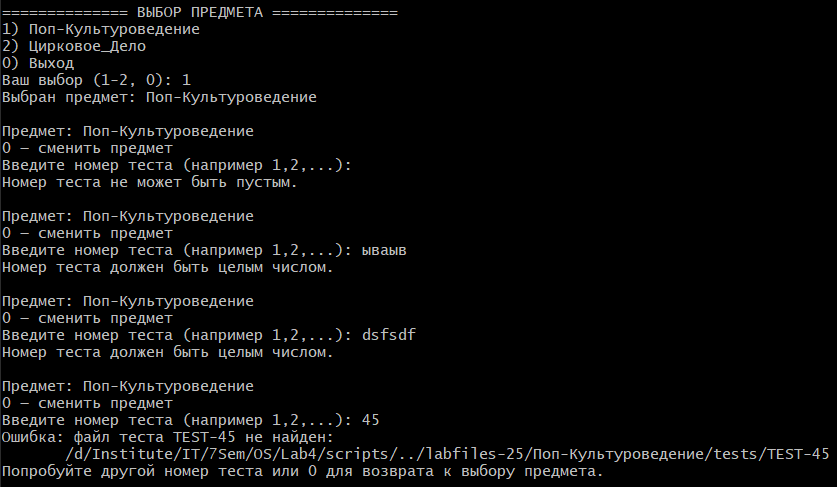 ============== ВЫБОР ПРЕДМЕТА ==============
1) Поп-Культуроведение
2) Цирковое_Дело
0) Выход
Ваш выбор (1-2, 0): 1
Выбран предмет: Поп-Культуроведение
Предмет: Поп-Культуроведение
0 — сменить предмет
Введите номер теста (например 1,2,...):
Номер теста не может быть пустым.
Предмет: Поп-Культуроведение
0 — сменить предмет
Введите номер теста (например 1,2,...): ываыв
Номер теста должен быть целым числом.
Предмет: Поп-Культуроведение
0 — сменить предмет
Введите номер теста (например 1,2,...): dsfsdf
Номер теста должен быть целым числом.
Предмет: Поп-Культуроведение
0 — сменить предмет
Введите номер теста (например 1,2,...): 45
Ошибка: файл теста TEST-45 не найден:
/d/Institute/IT/7Sem/OS/Lab4/scripts/../labfiles-25/Поп-Культуроведение/tests/TEST-45
Попробуйте другой номер теста или 0 для возврата к выбору предмета.